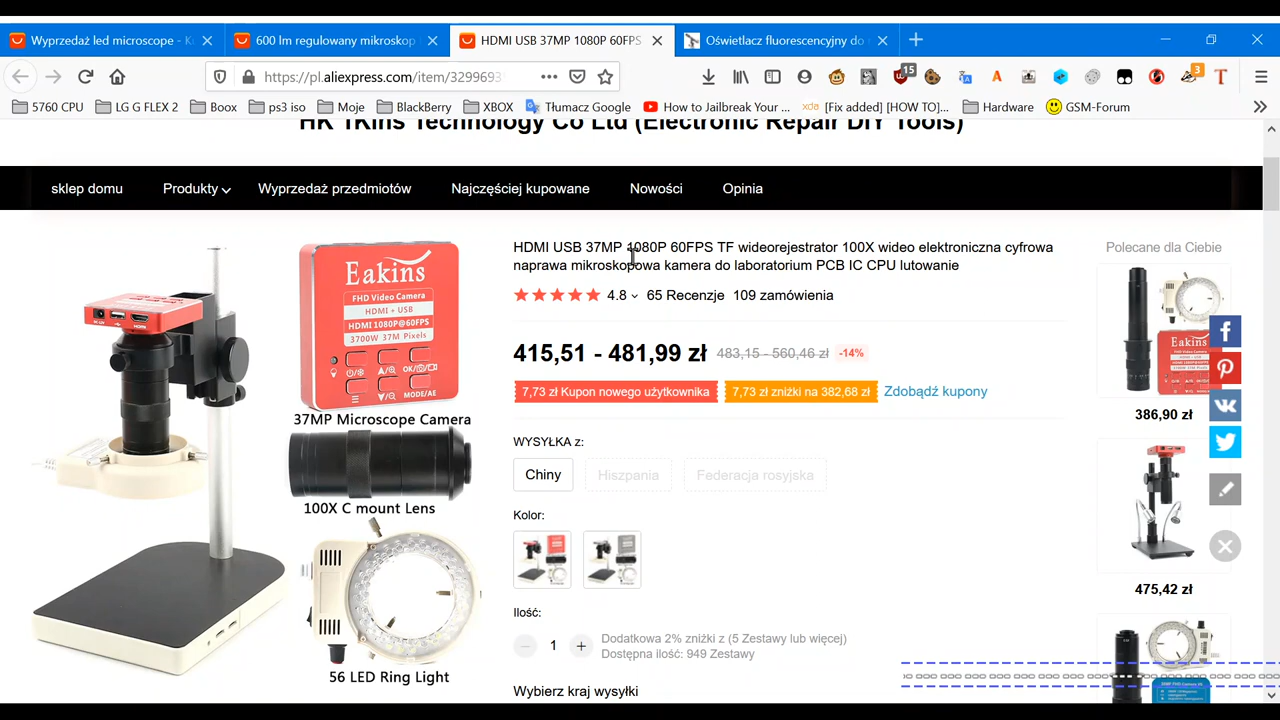 Wyprzedaż led microscope - K
600 lm regulowany mikroskop
HDMI USB 37MP 1080P 60FPS
Oświetlacz fluorescencyjny do
https://pl.aliexpress.com/item/3299693
15
3
5760 CPU
LG G FLEX 2
Boox
ps3 iso
Moje
BlackBerry
XBOX
Tłumacz Google
How to Jailbreak Your ...
[Fix added] [HOW TO]...
Hardware
GSM-Forum
HK TKins Technology Co Ltd (Electronic Repair DIY Tools)
sklep domu
Produkty
Wyprzedaż przedmiotów
Najczęściej kupowane
Nowości
Opinia
Eakins
FHD Video Camera
HDMI + USB
HDMI 1080P@60FPS
3700W 37M Pixels
OK/
MODE/AE
37MP Microscope Camera
100X C mount Lens
56 LED Ring Light
HDMI USB 37MP 1080P 60FPS TF wideorejestrator 100X wideo elektroniczna cyfrowa
naprawa mikroskopowa kamera do laboratorium PCB IC CPU lutowanie
4.8
65 Recenzje
109 zamówienia
415,51 - 481,99 zł
483,15 - 560,46 zł
-14%
7,73 zł Kupon nowego użytkownika
7,73 zł zniżki na 382,68 zł
Zdobądź kupony
WYSYŁKA z:
Chiny
Hiszpania
Federacja rosyjska
Kolor:
Ilość:
1
Dodatkowa 2% zniżki z (5 Zestawy lub więcej)
Dostępna ilość: 949 Zestawy
Wybierz kraj wysyłki
Polecane dla Ciebie
Eakins
386,90 zł
475,42 zł